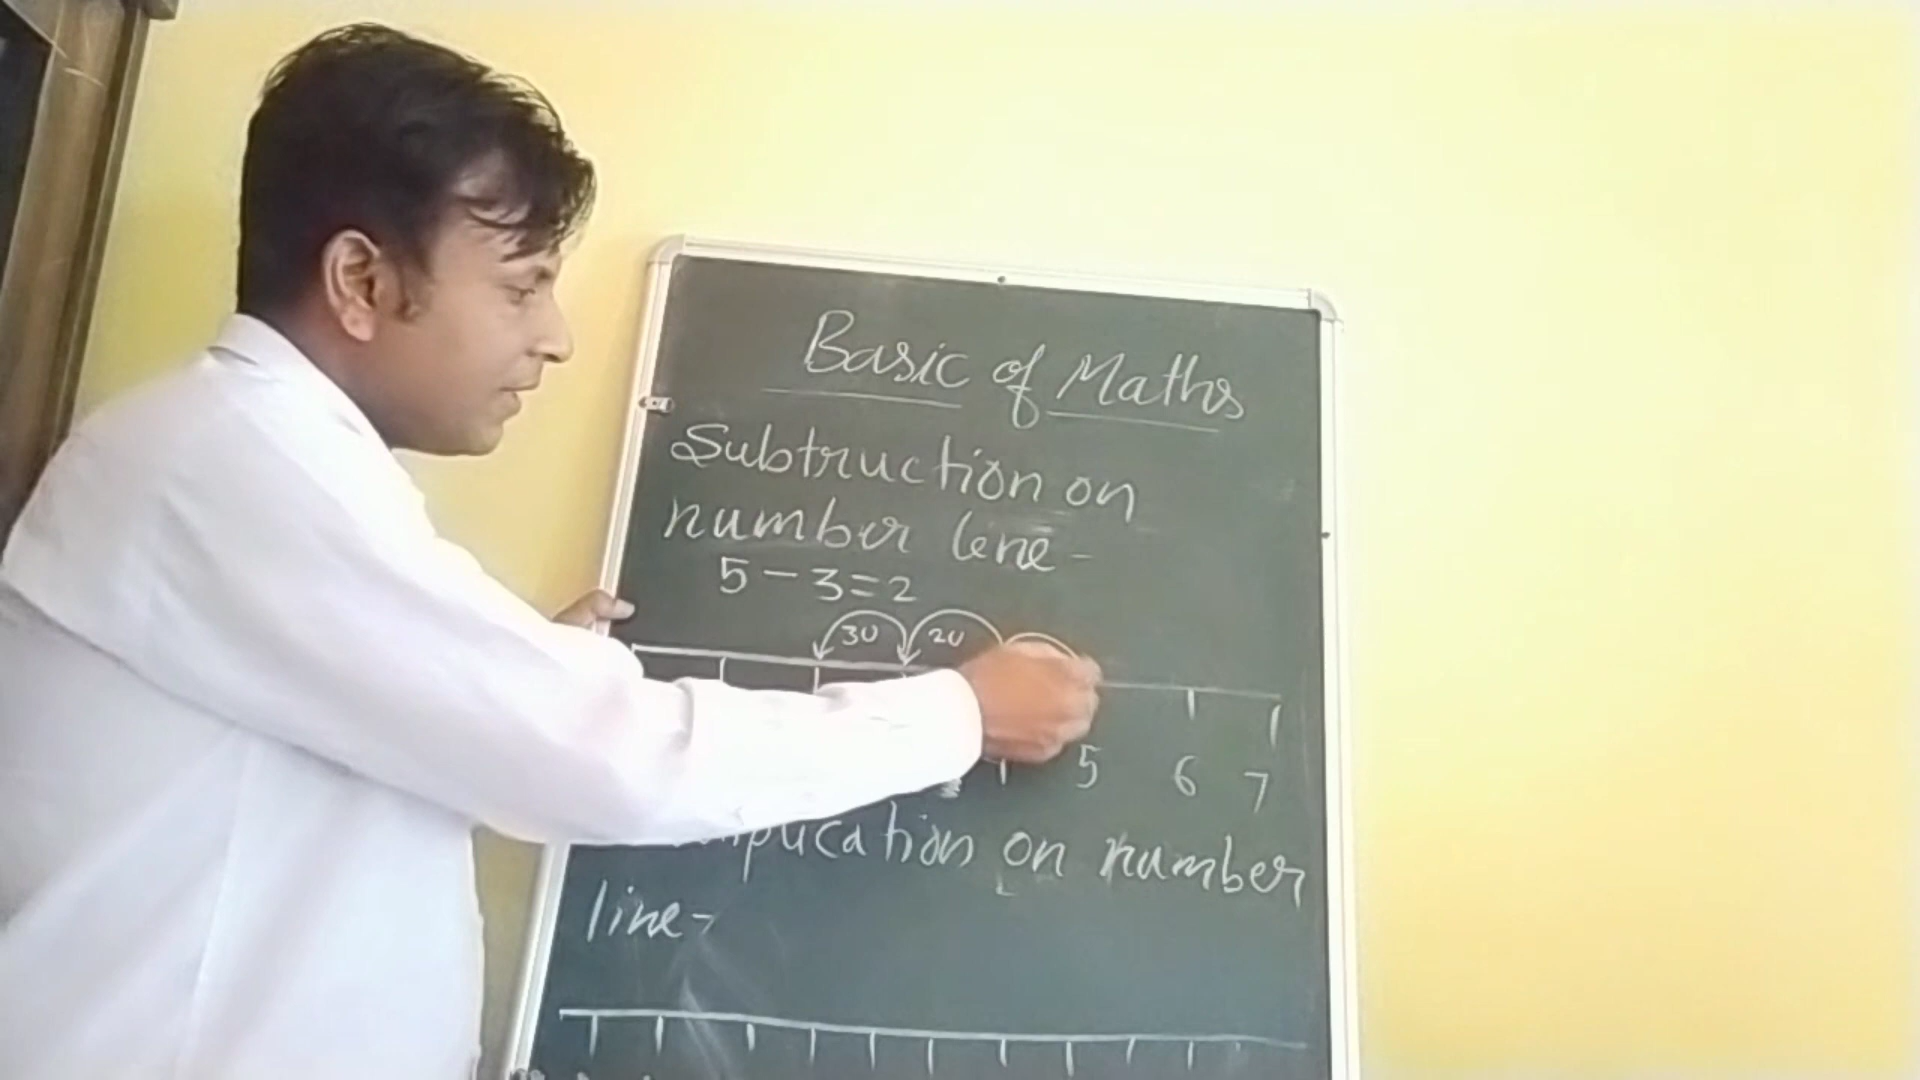 Basic of Maths
Subtruction on
number line-
5-3=2
3U 2U
5 6 7
on number
line-